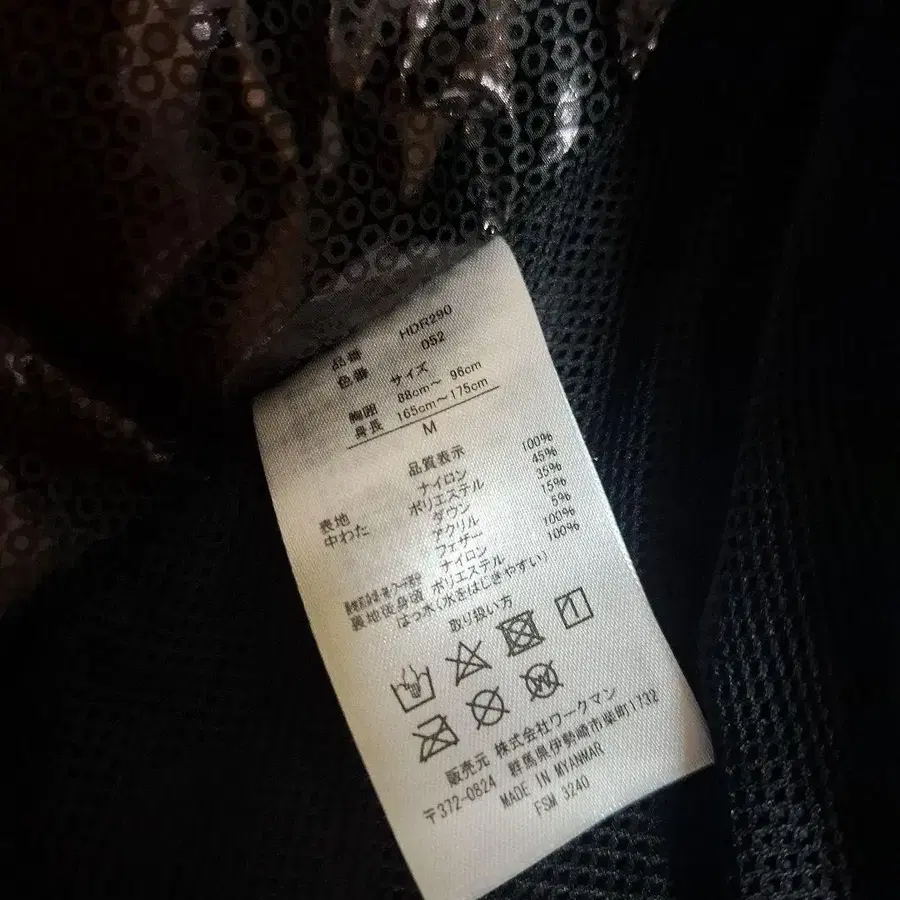 品番 HDR290
色番 052
サイズ
胸囲 88cm～ 96cm
身長 165cm～175cm
M
品質表示
表地 ナイロン 100%
中わた ポリエステル 45%
ダウン 35%
アクリル 15%
フェザー 5%
ナイロン 100%
裏地後身頃 ポリエステル 100%
はっ水(水をはじきやすい)
取り扱い方
W
販売元 株式会社ワークマン
〒372-0824 群馬県伊勢崎市柴町1732
MADE IN MYANMAR
FSM 3240